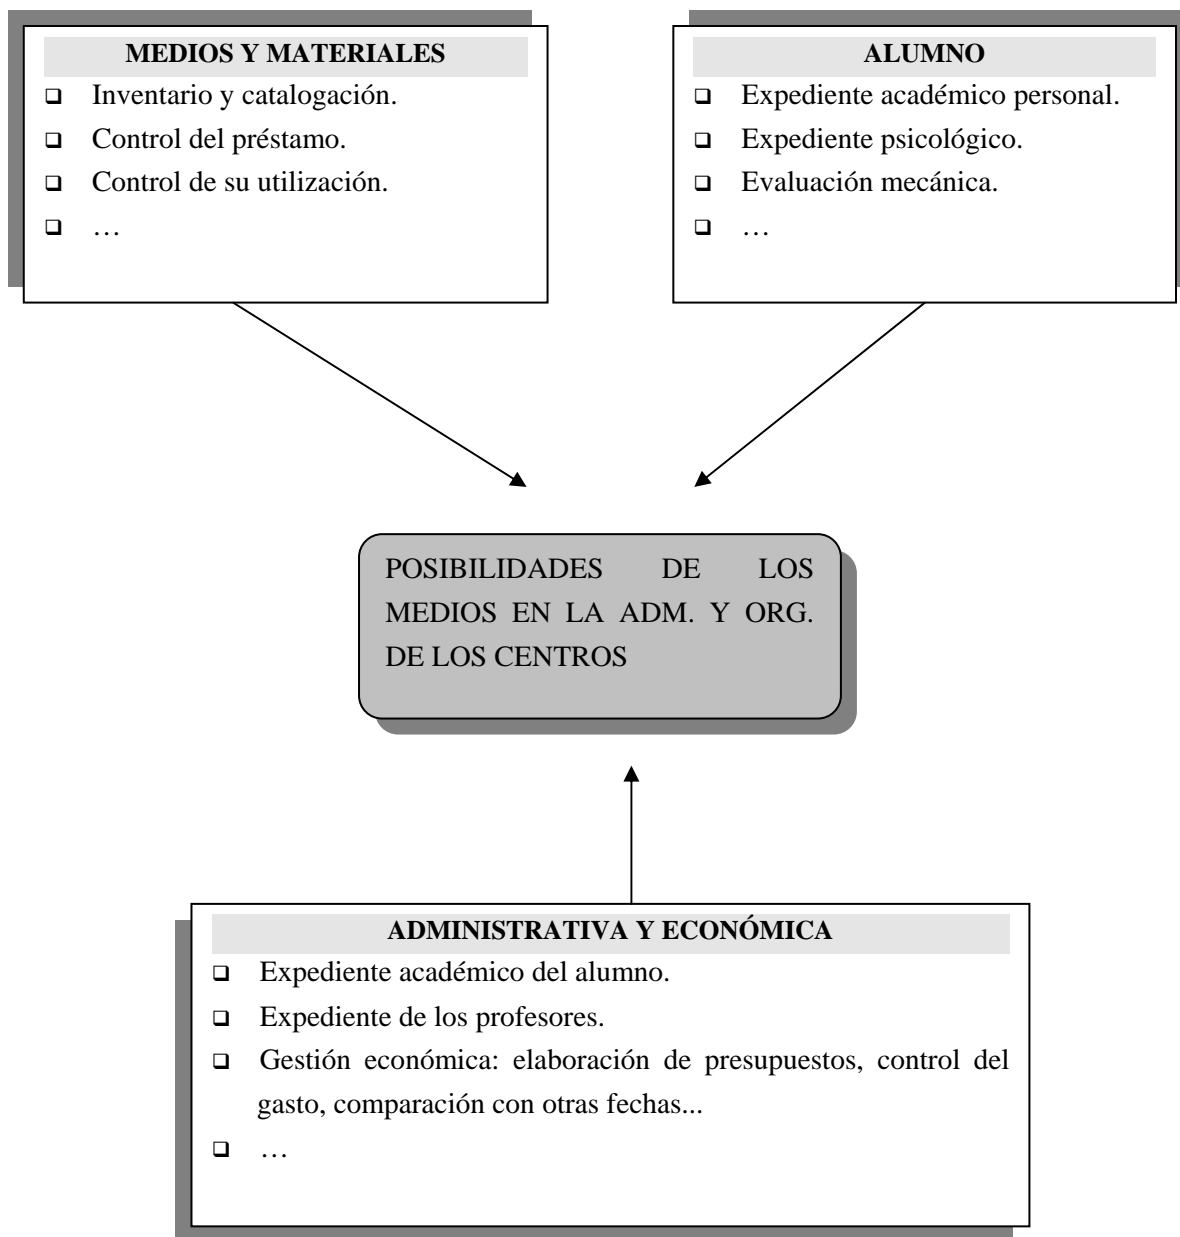 MEDIOS Y MATERIALES
❑ Inventario y catalogación.
❑ Control del préstamo.
❑ Control de su utilización.
❑ …
ALUMNO
❑ Expediente académico personal.
❑ Expediente psicológico.
❑ Evaluación mecánica.
❑ …
POSIBILIDADES DE LOS
MEDIOS EN LA ADM. Y ORG.
DE LOS CENTROS
ADMINISTRATIVA Y ECONÓMICA
❑ Expediente académico del alumno.
❑ Expediente de los profesores.
❑ Gestión económica: elaboración de presupuestos, control del
gasto, comparación con otras fechas...
❑ …